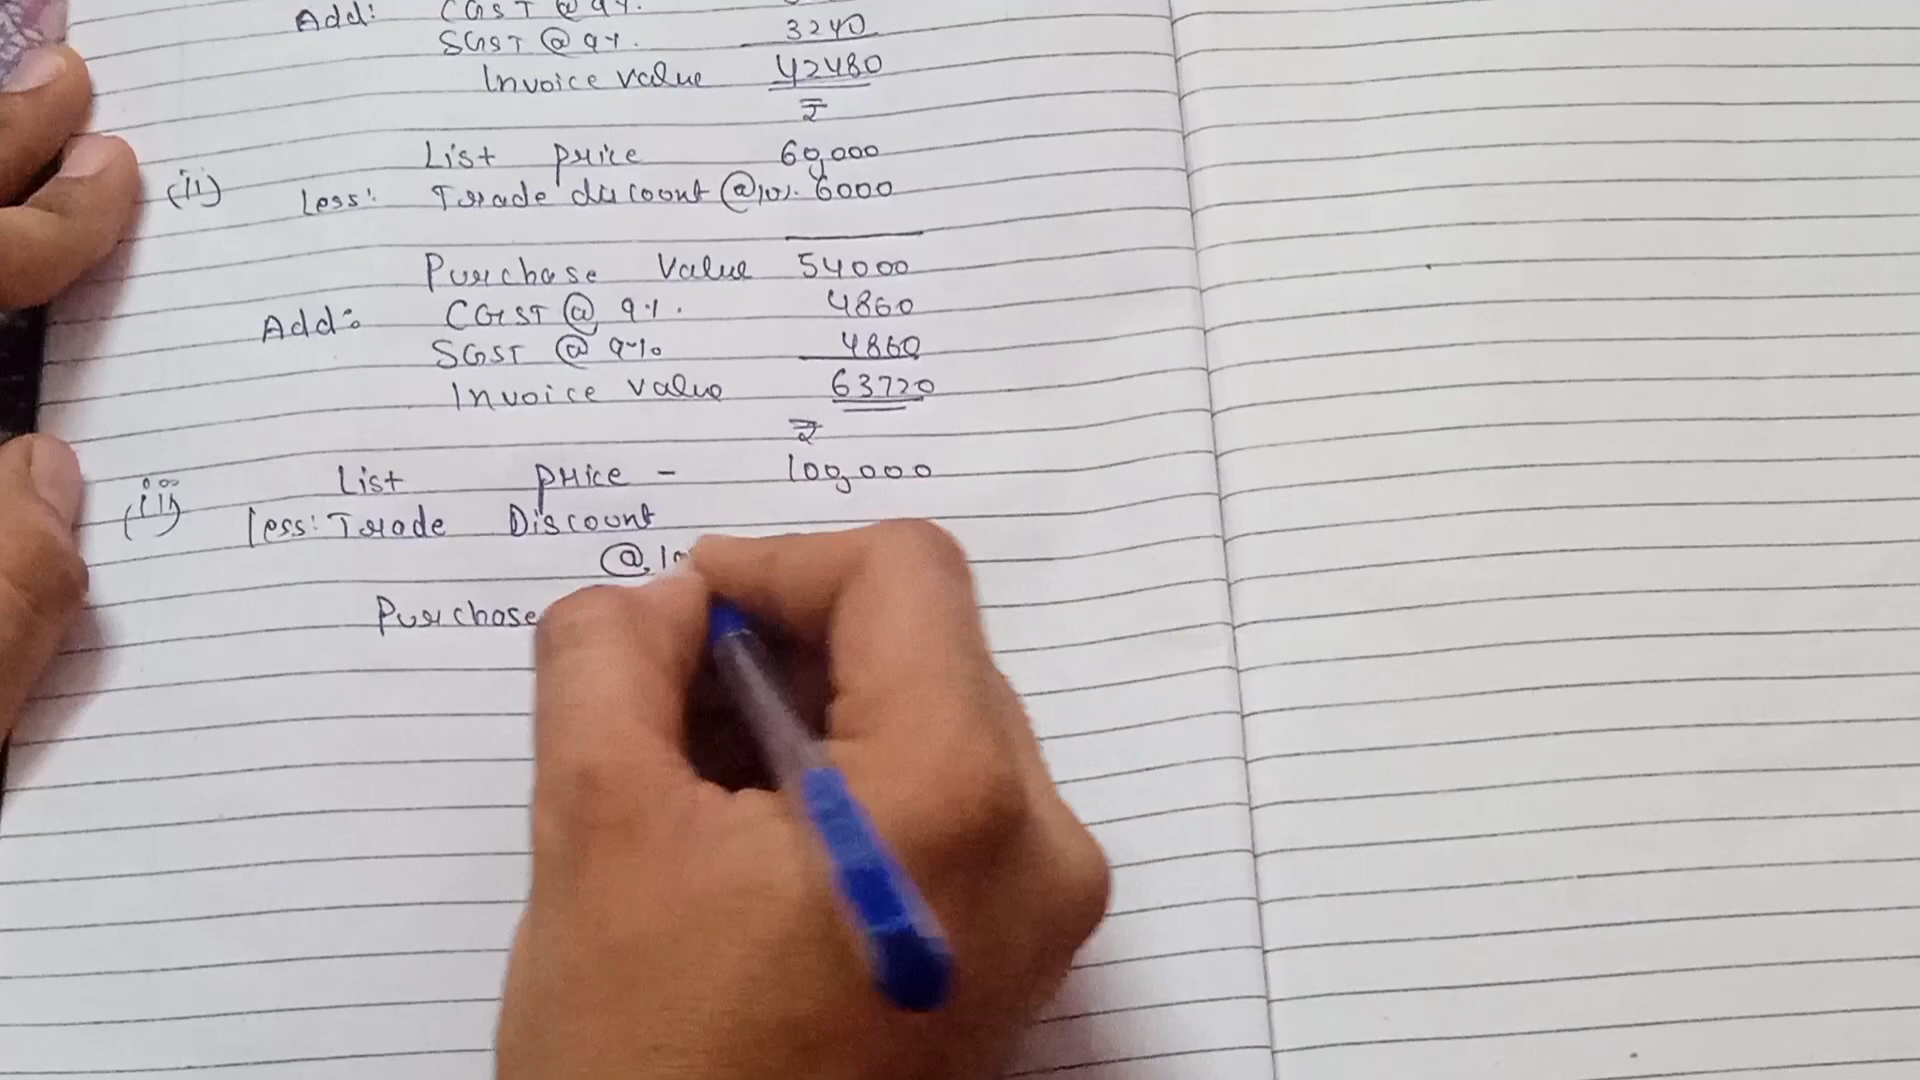 Add: CGST @ 9%.
SGST @ 9%. 3240
Invoice value 42480
₹
(ii) List price 60,000
Less: Trade discount @10%. 6000
Purchase Value 54000
Add: CGST @ 9%. 4860
SGST @ 9% 4860
Invoice value 63720
₹
(iii) List price - 100,000
Less: Trade Discount
@
Purchase